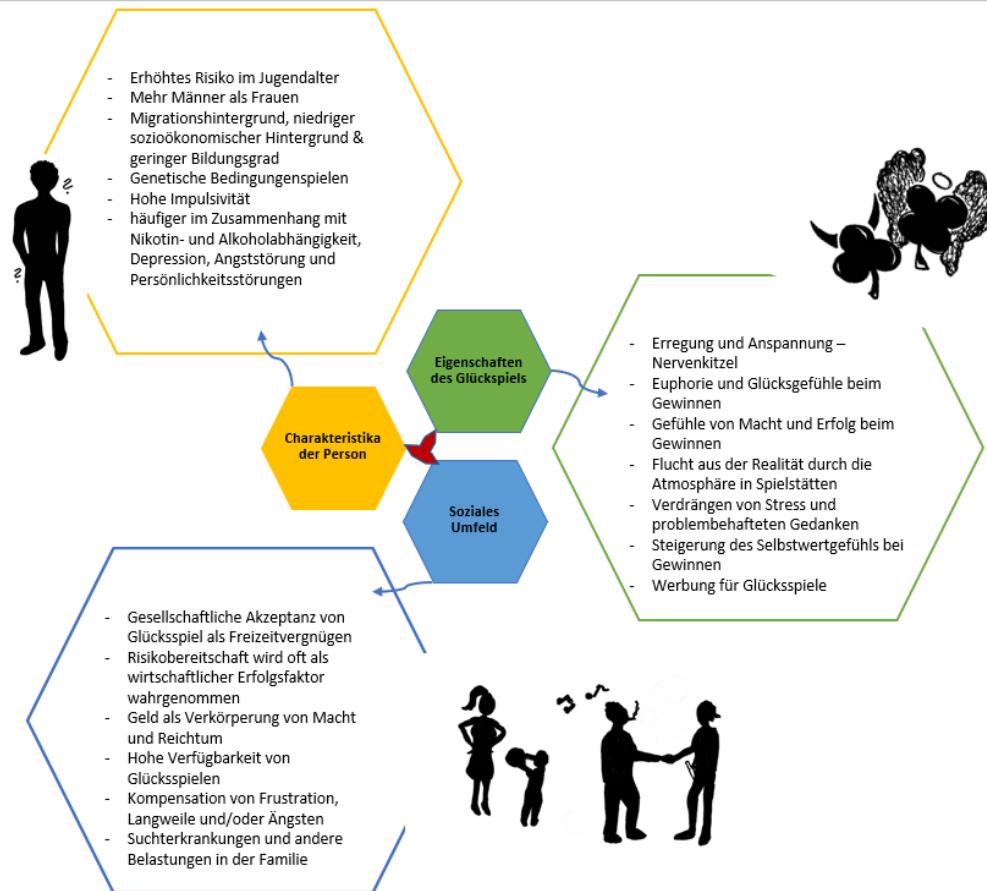 - Erhöhtes Risiko im Jugendalter
- Mehr Männer als Frauen
- Migrationshintergrund, niedriger
sozioökonomischer Hintergrund &
geringer Bildungsgrad
- Genetische Bedingungenspielen
- Hohe Impulsivität
- häufiger im Zusammenhang mit
Nikotin- und Alkoholabhängigkeit,
Depression, Angststörung und
Persönlichkeitsstörungen
?
?
Eigenschaften
des Glückspiels
Charakteristika
der Person
Soziales
Umfeld
- Erregung und Anspannung –
Nervenkitzel
- Euphorie und Glücksgefühle beim
Gewinnen
- Gefühle von Macht und Erfolg beim
Gewinnen
- Flucht aus der Realität durch die
Atmosphäre in Spielstätten
- Verdrängen von Stress und
problembehafteten Gedanken
- Steigerung des Selbstwertgefühls bei
Gewinnen
- Werbung für Glücksspiele
- Gesellschaftliche Akzeptanz von
Glücksspiel als Freizeitvergnügen
- Risikobereitschaft wird oft als
wirtschaftlicher Erfolgsfaktor
wahrgenommen
- Geld als Verkörperung von Macht
und Reichtum
- Hohe Verfügbarkeit von
Glücksspielen
- Kompensation von Frustration,
Langweile und/oder Ängsten
- Suchterkrankungen und andere
Belastungen in der Familie